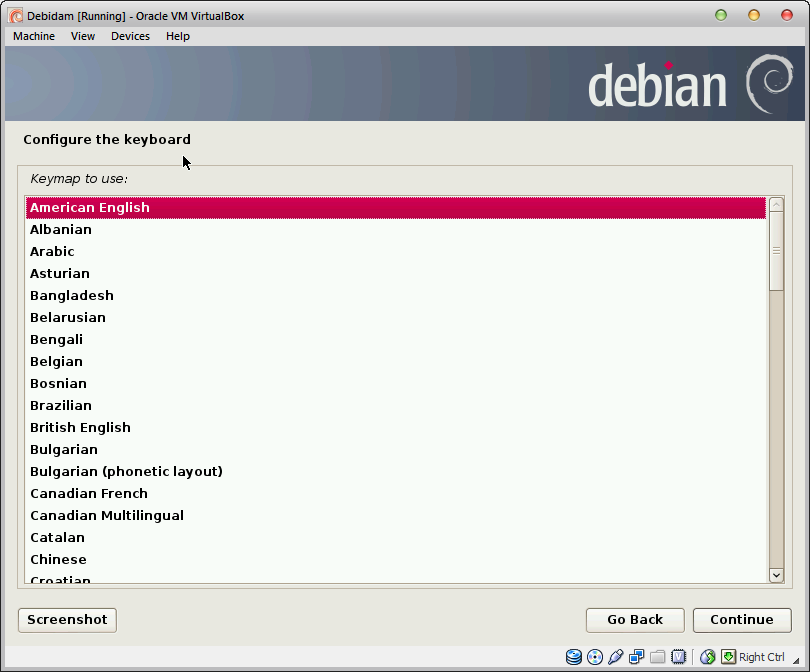 Debidam [Running] - Oracle VM VirtualBox
Machine View Devices Help
debian
Configure the keyboard
Keymap to use:
American English
Albanian
Arabic
Asturian
Bangladesh
Belarusian
Bengali
Belgian
Bosnian
Brazilian
British English
Bulgarian
Bulgarian (phonetic layout)
Canadian French
Canadian Multilingual
Catalan
Chinese
Croatian
Screenshot Go Back Continue
Right Ctrl